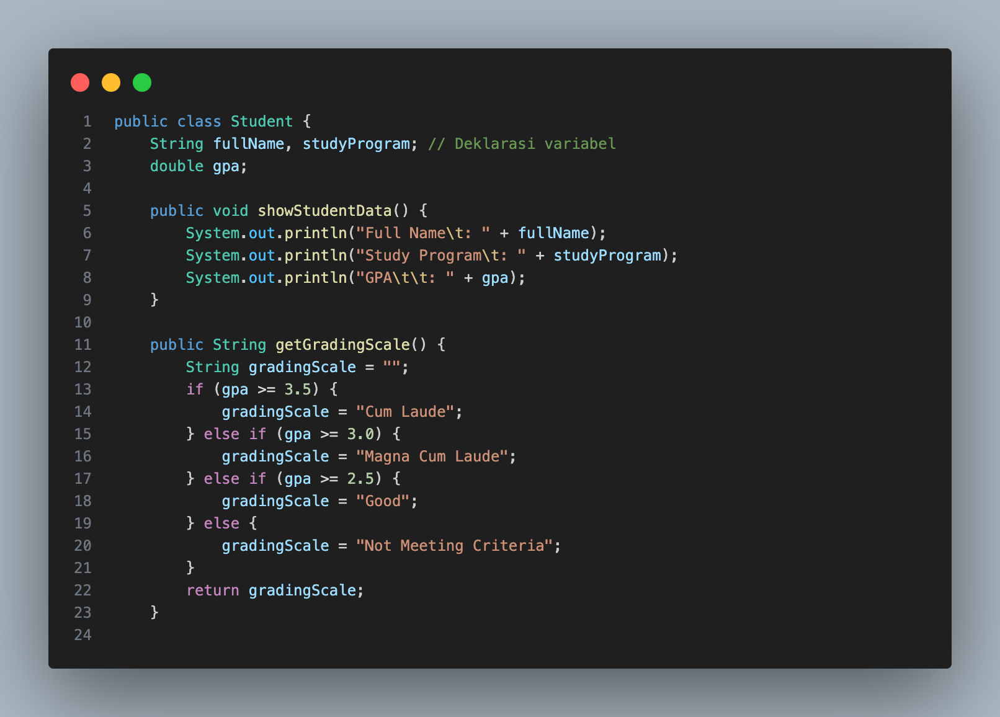 1 public class Student {
2     String fullName, studyProgram; // Deklarasi variabel
3     double gpa;
4
5     public void showStudentData() {
6         System.out.println("Full Name\t: " + fullName);
7         System.out.println("Study Program\t: " + studyProgram);
8         System.out.println("GPA\t\t: " + gpa);
9     }
10
11     public String getGradingScale() {
12         String gradingScale = "";
13         if (gpa >= 3.5) {
14             gradingScale = "Cum Laude";
15         } else if (gpa >= 3.0) {
16             gradingScale = "Magna Cum Laude";
17         } else if (gpa >= 2.5) {
18             gradingScale = "Good";
19         } else {
20             gradingScale = "Not Meeting Criteria";
21         }
22         return gradingScale;
23     }
24